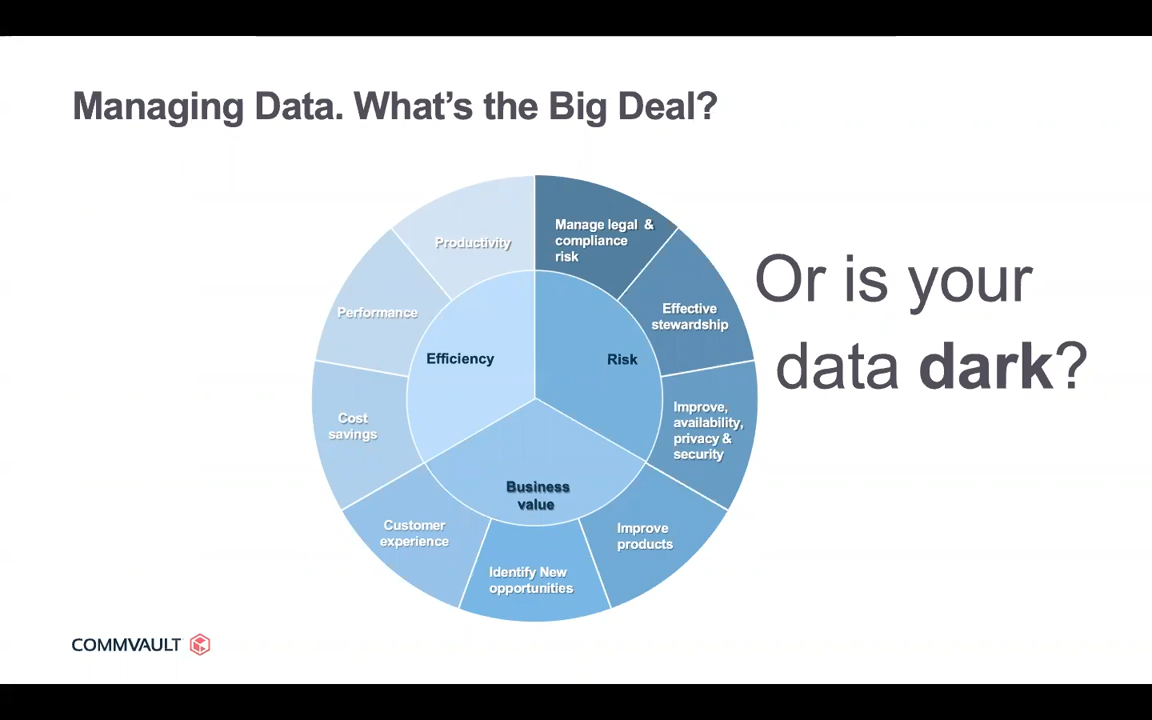 Managing Data. What's the Big Deal?
Productivity
Manage legal &
compliance
risk
Or is your
data dark?
Performance
Effective
stewardship
Efficiency
Risk
Cost
savings
Improve,
availability,
privacy &
security
Business
value
Customer
experience
Improve
products
Identify New
opportunities
COMMVAULT